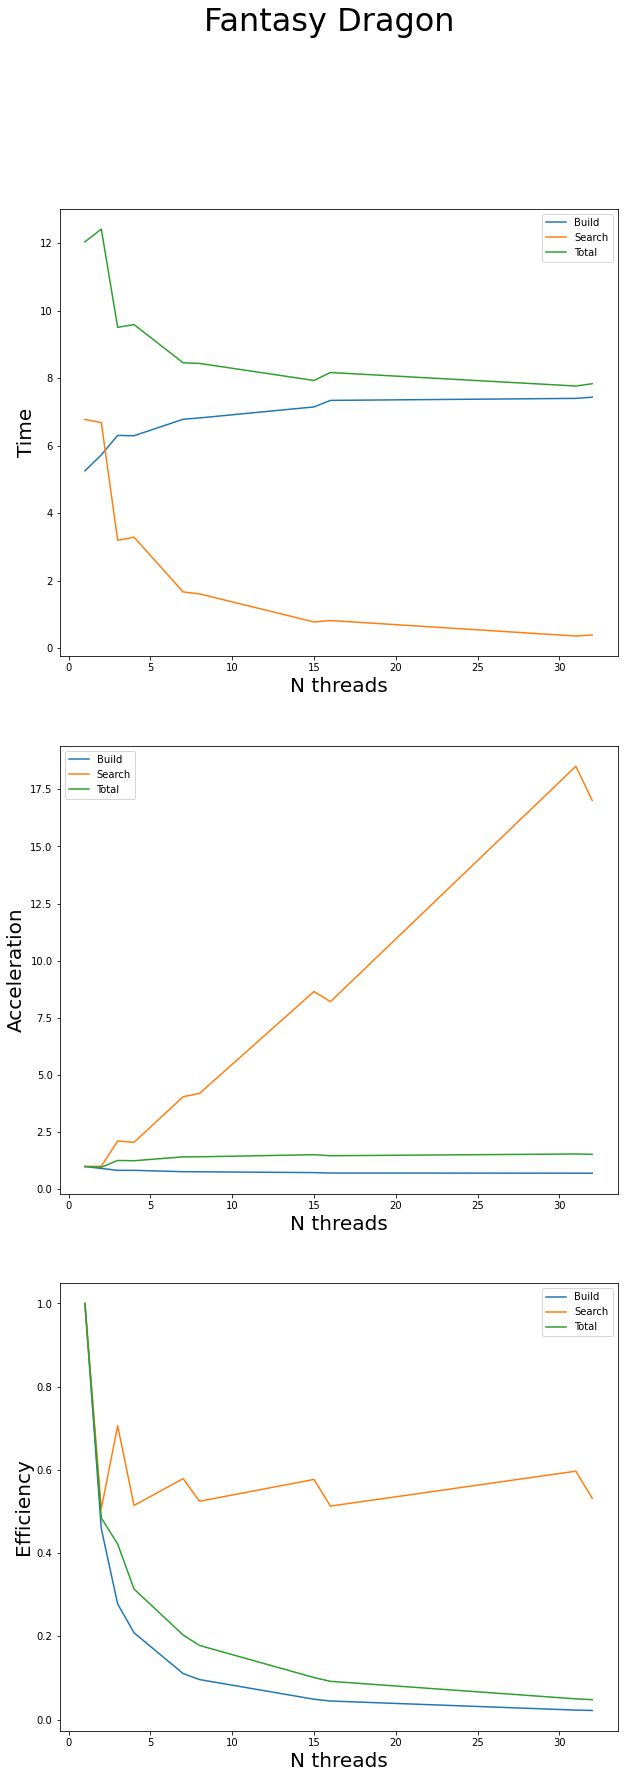 Fantasy Dragon
Build
Search
Total
12
10
8
6
4
2
0
Time
0 5 10 15 20 25 30
N threads
Build
Search
Total
17.5
15.0
12.5
10.0
7.5
5.0
2.5
0.0
Acceleration
0 5 10 15 20 25 30
N threads
Build
Search
Total
1.0
0.8
0.6
0.4
0.2
0.0
Efficiency
0 5 10 15 20 25 30
N threads